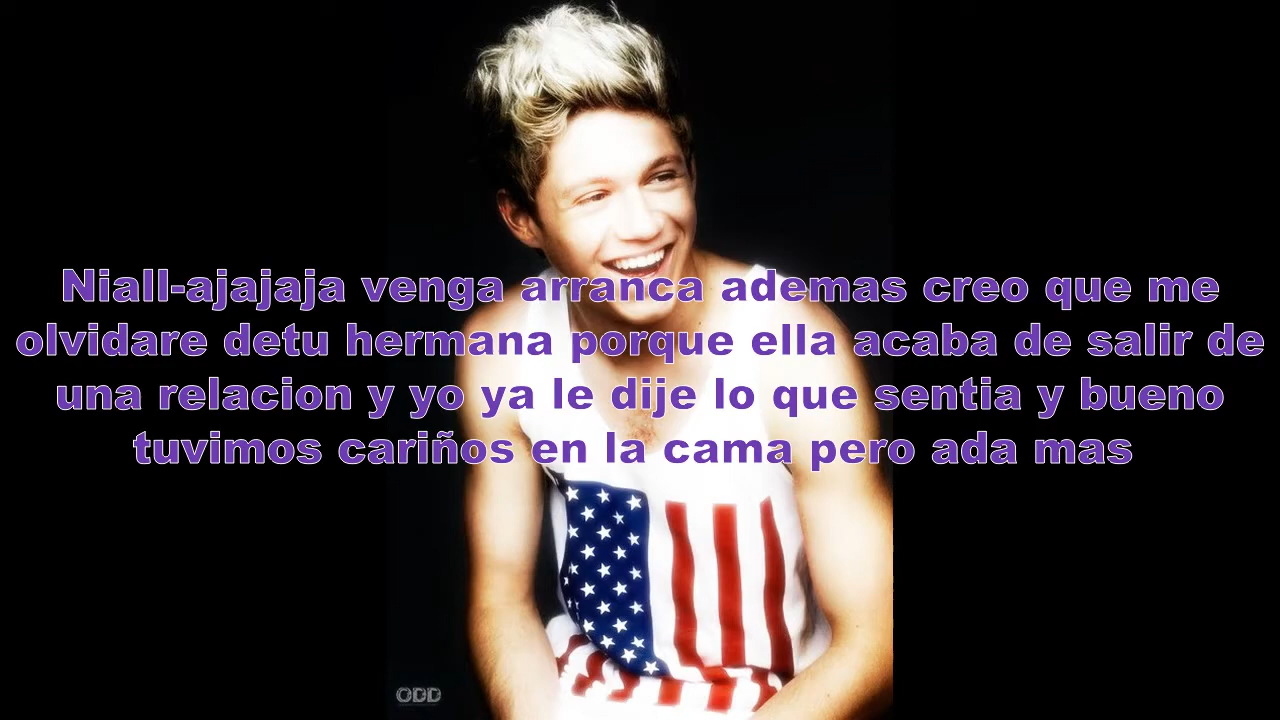 Niall-ajajaja venga arranca ademas creo que me
olvidare detu hermana porque ella acaba de salir de
una relacion y yo ya le dije lo que sentia y bueno
tuvimos cariños en la cama pero ada mas
ODD